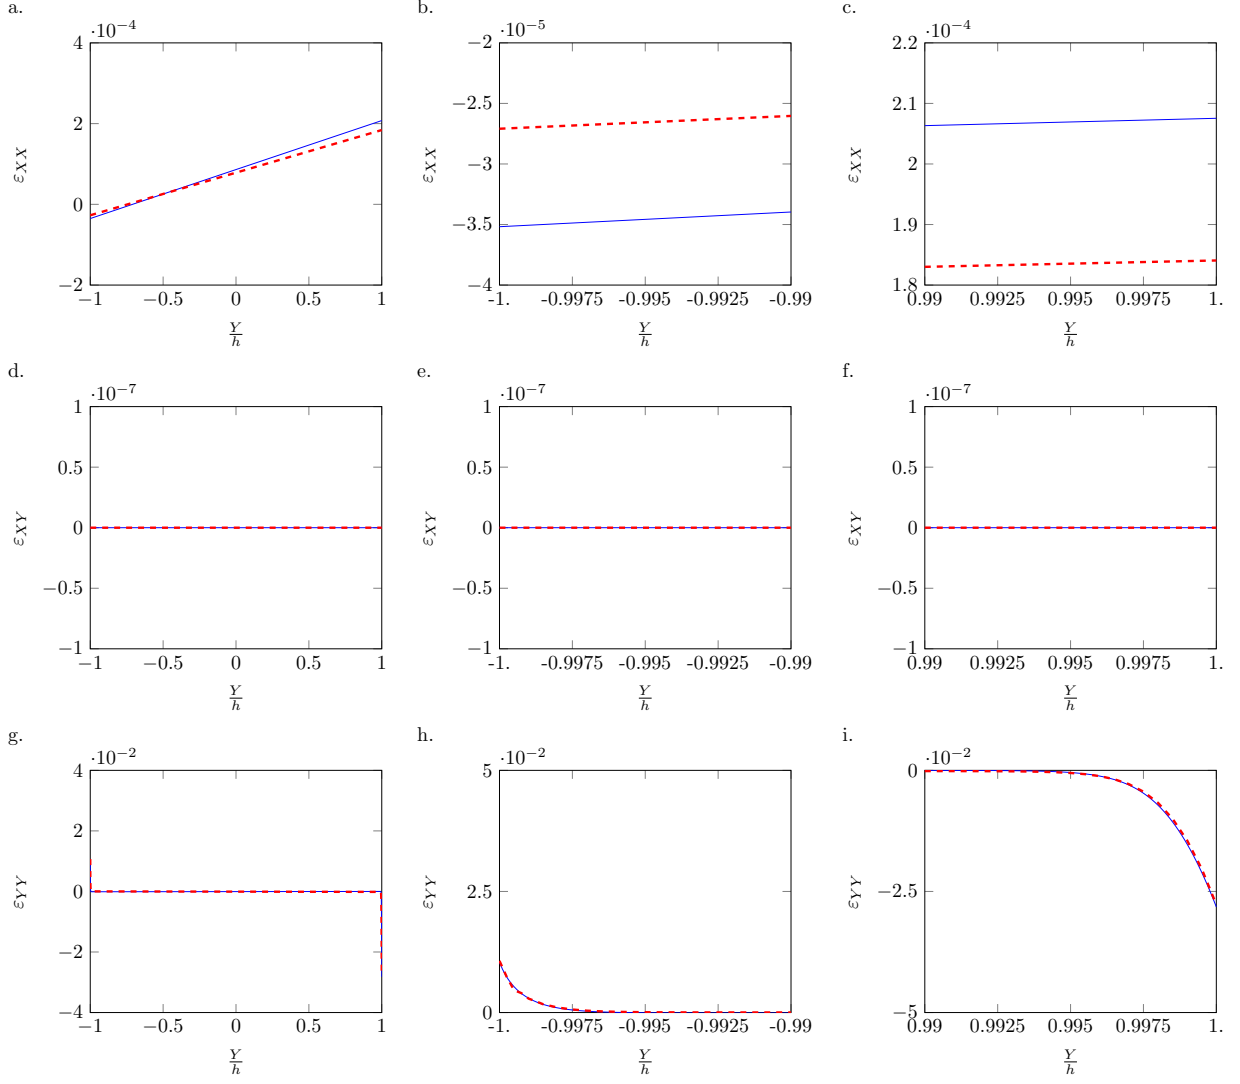 a. b. c.
·10⁻⁴ ·10⁻⁵ ·10⁻⁴
4 −2 2.2
2 −2.5 2.1
0 −3 2
−3.5 1.9
−2 −4 1.8
ε_XX ε_XX ε_XX
−1 −0.5 0 0.5 1 -1. -0.9975 -0.995 -0.9925 -0.99 0.99 0.9925 0.995 0.9975 1.
Y/h Y/h Y/h
d. e. f.
·10⁻⁷ ·10⁻⁷ ·10⁻⁷
1 1 1
0.5 0.5 0.5
0 0 0
−0.5 −0.5 −0.5
−1 −1 −1
ε_XY ε_XY ε_XY
−1 −0.5 0 0.5 1 -1. -0.9975 -0.995 -0.9925 -0.99 0.99 0.9925 0.995 0.9975 1.
Y/h Y/h Y/h
g. h. i.
·10⁻² ·10⁻² ·10⁻²
4 5 0
2
0 2.5 −2.5
−2
−4 0 −5
ε_YY ε_YY ε_YY
−1 −0.5 0 0.5 1 -1. -0.9975 -0.995 -0.9925 -0.99 0.99 0.9925 0.995 0.9975 1.
Y/h Y/h Y/h